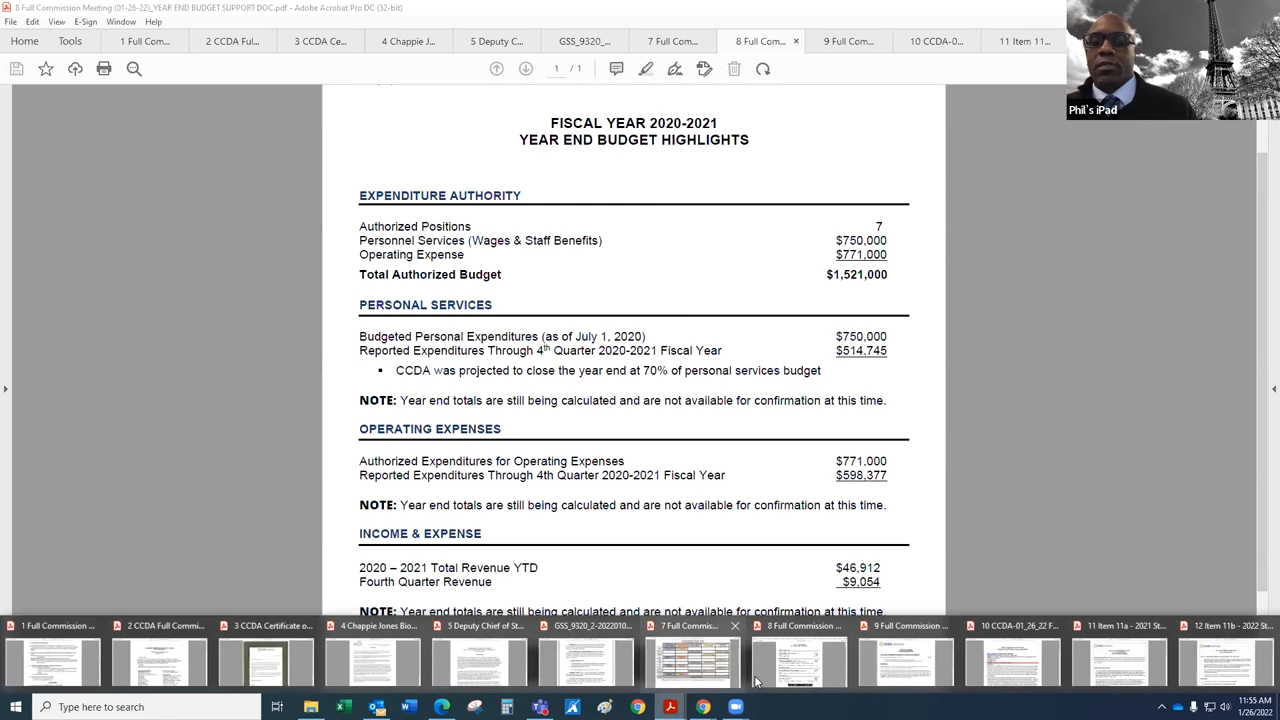 8 Full Commission Meeting (01-26-22)_YEAR END BUDGET SUPPORT DOC.pdf - Adobe Acrobat Pro DC (32-bit)
File Edit View E-Sign Window Help
Home Tools 1 Full Com... 2 CCDA Ful... 3 CCDA Ce... 4 Chappie J... 5 Deputy C... GSS_9320_... 7 Full Com... 8 Full Com... × 9 Full Com... 10 CCDA-0... 11 Item 11...
1 / 1
Phil's iPad
FISCAL YEAR 2020-2021
YEAR END BUDGET HIGHLIGHTS
EXPENDITURE AUTHORITY
Authorized Positions 7
Personnel Services (Wages & Staff Benefits) $750,000
Operating Expense $771,000
Total Authorized Budget $1,521,000
PERSONAL SERVICES
Budgeted Personal Expenditures (as of July 1, 2020) $750,000
Reported Expenditures Through 4th Quarter 2020-2021 Fiscal Year $514,745
▪ CCDA was projected to close the year end at 70% of personal services budget
NOTE: Year end totals are still being calculated and are not available for confirmation at this time.
OPERATING EXPENSES
Authorized Expenditures for Operating Expenses $771,000
Reported Expenditures Through 4th Quarter 2020-2021 Fiscal Year $598,377
NOTE: Year end totals are still being calculated and are not available for confirmation at this time.
INCOME & EXPENSE
2020 – 2021 Total Revenue YTD $46,912
Fourth Quarter Revenue $9,054
NOTE: Year end totals are still being calculated and are not available for confirmation at this time.
1 Full Commission ... 2 CCDA Full Commi... 3 CCDA Certificate o... 4 Chappie Jones Bio... 5 Deputy Chief of St... GSS_9320_2-2022010... 7 Full Commis... 8 Full Commission ... 9 Full Commission ... 10 CCDA-01_26_22 F... 11 Item 11a - 2021 St... 12 Item 11b - 2022 St...
Type here to search
11:55 AM
1/26/2022